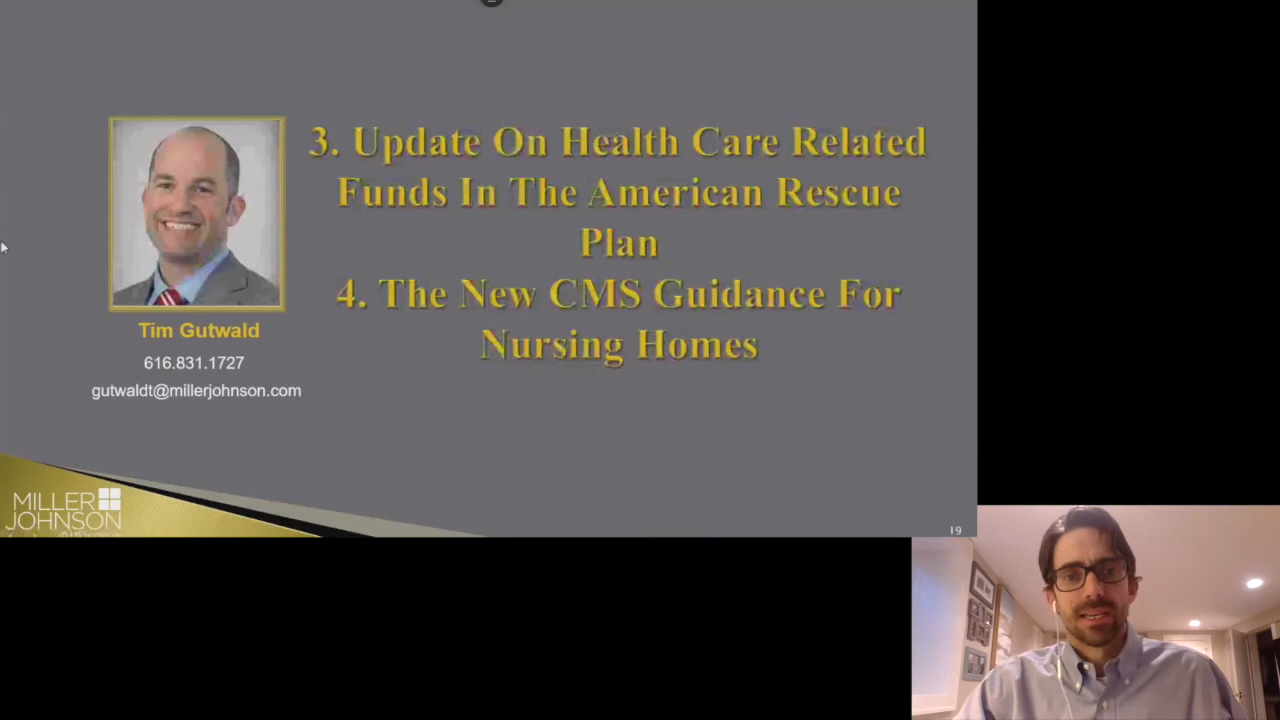 3. Update On Health Care Related
Funds In The American Rescue
Plan
4. The New CMS Guidance For
Nursing Homes
Tim Gutwald
616.831.1727
gutwaldt@millerjohnson.com
MILLER
JOHNSON
19